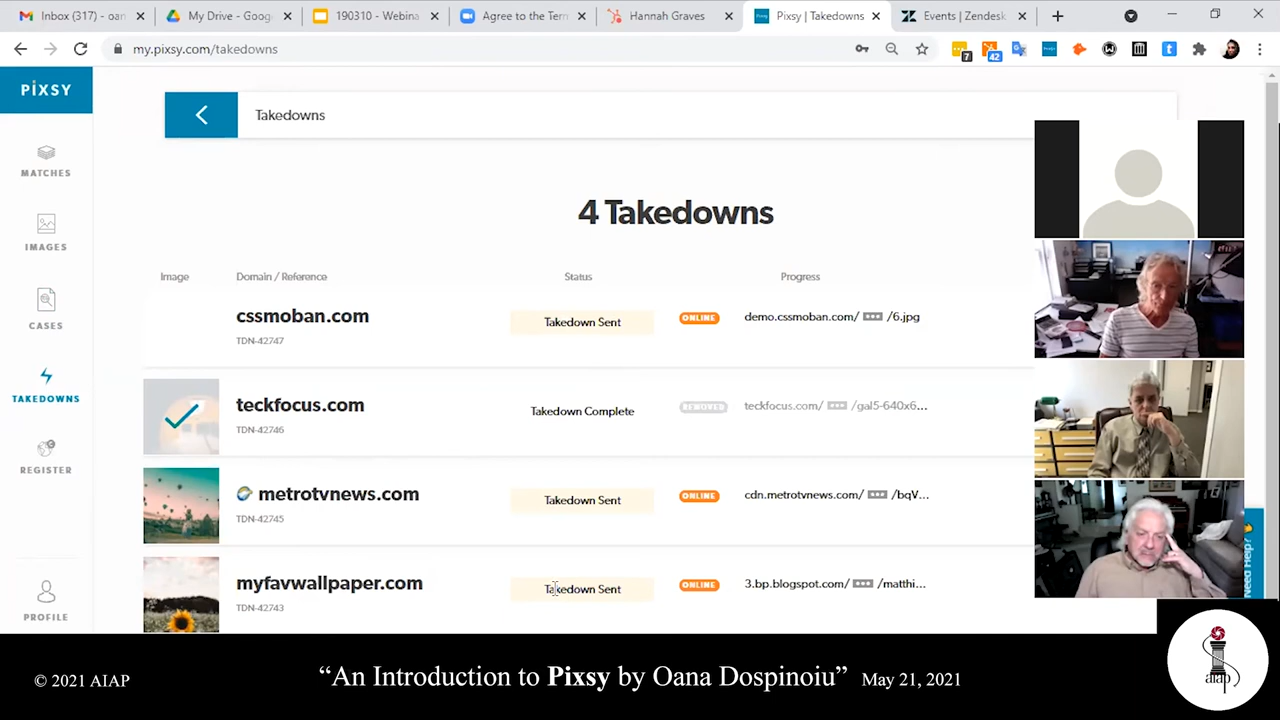 Inbox (317) - oan
My Drive - Goog
190310 - Webina
Agree to the Ter
Hannah Graves
Pixsy | Takedowns
Events | Zendesk
my.pixsy.com/takedowns
7
42
PIXSY
Takedowns
MATCHES
4 Takedowns
IMAGES
Image
Domain / Reference
Status
Progress
CASES
cssmoban.com
Takedown Sent
ONLINE
demo.cssmoban.com/ ••• /6.jpg
TDN-42747
TAKEDOWNS
teckfocus.com
Takedown Complete
REMOVED
teckfocus.com/ ••• /gal5-640x6...
TDN-42746
REGISTER
metrotvnews.com
Takedown Sent
ONLINE
cdn.metrotvnews.com/ ••• /bqV...
TDN-42745
Need Help?
myfavwallpaper.com
Takedown Sent
ONLINE
3.bp.blogspot.com/ ••• /matthi...
TDN-42743
PROFILE
© 2021 AIAP
“An Introduction to Pixsy by Oana Dospinoiu” May 21, 2021
aiap